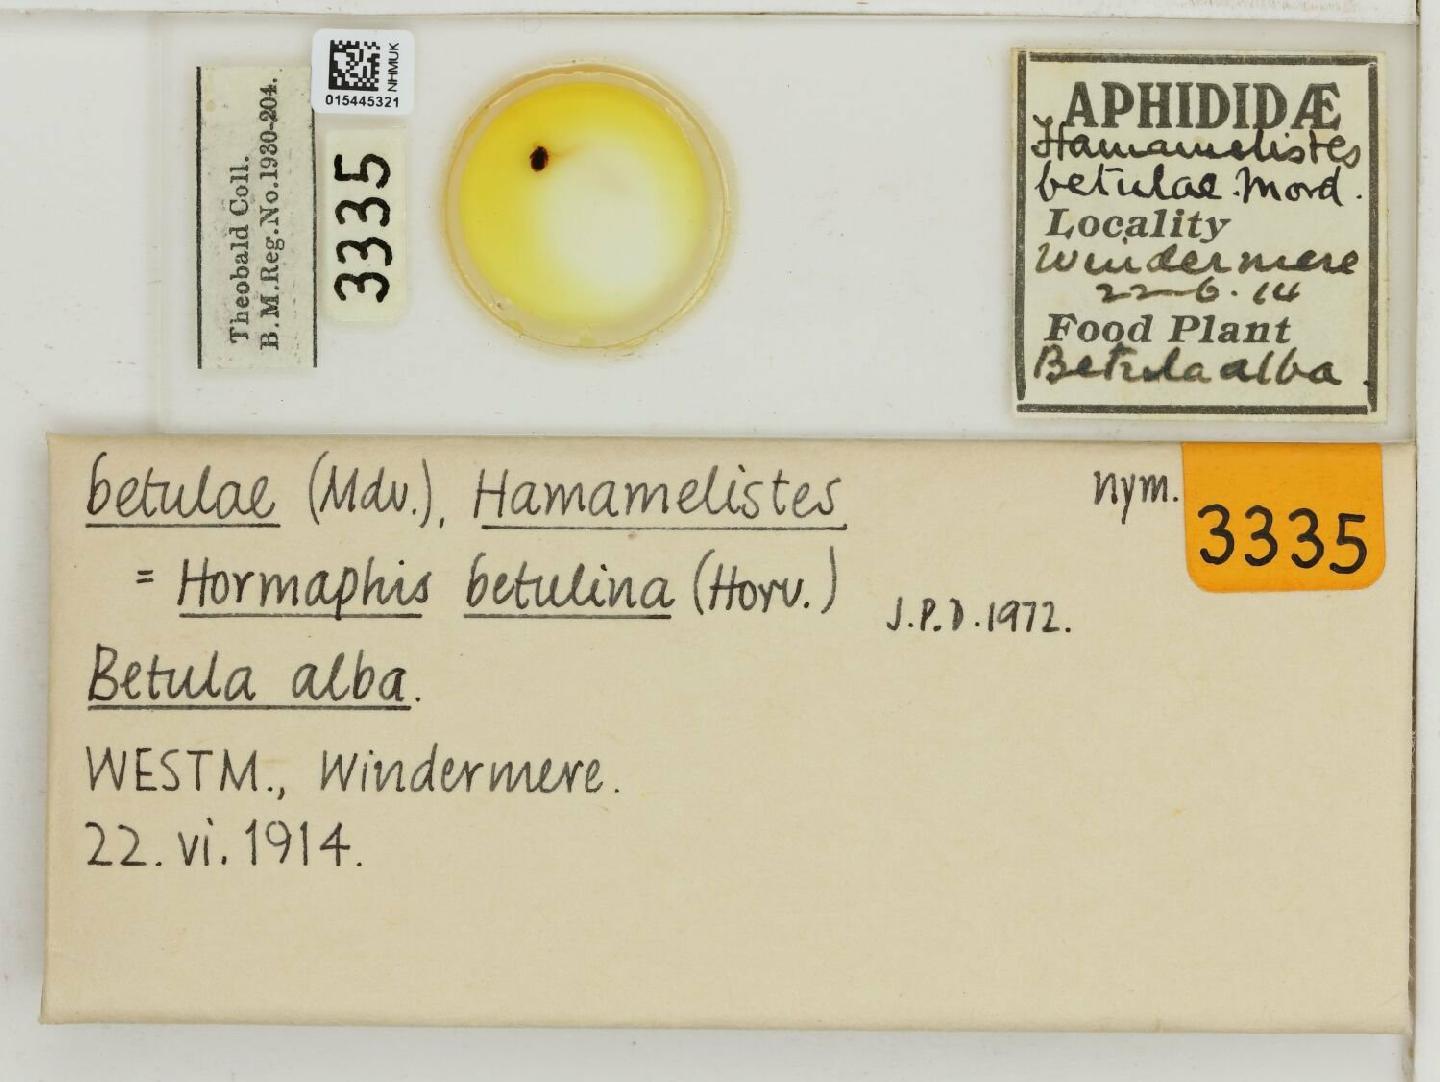 Theobald Coll.
B.M.Reg.No.1930-204.
NHMUK
015445321
3335
APHIDIDÆ
Hamamelistes
betulae. Mord.
Locality
Windermere
22-6.14
Food Plant
Betula alba.
betulae (Mdv.), Hamamelistes
nym.
3335
= Hormaphis betulina (Horv.)
J.P.D.1972.
Betula alba.
WESTM., Windermere.
22.vi.1914.